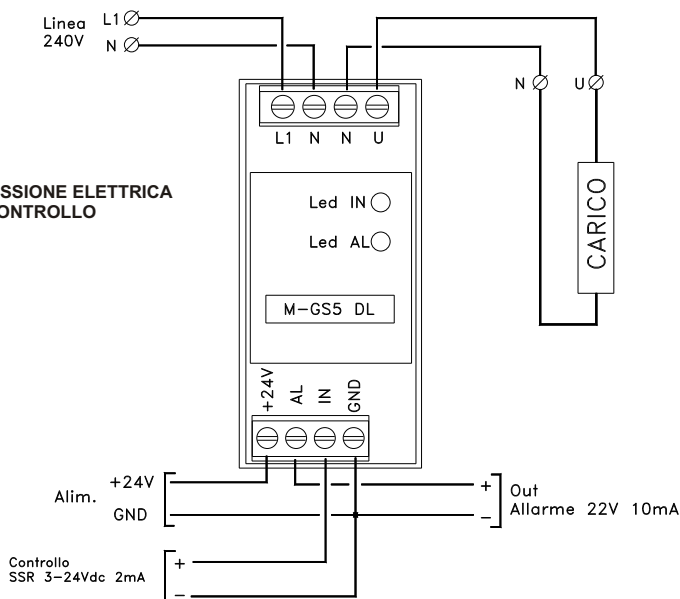 Linea
240V
L1
N
N
U
L1 N N U
SSIONE ELETTRICA
ONTROLLO
Led IN
Led AL
CARICO
M-GS5 DL
+24V
AL
IN
GND
Alim.
+24V
GND
+
-
Out
Allarme 22V 10mA
Controllo
SSR 3-24Vdc 2mA
+
-